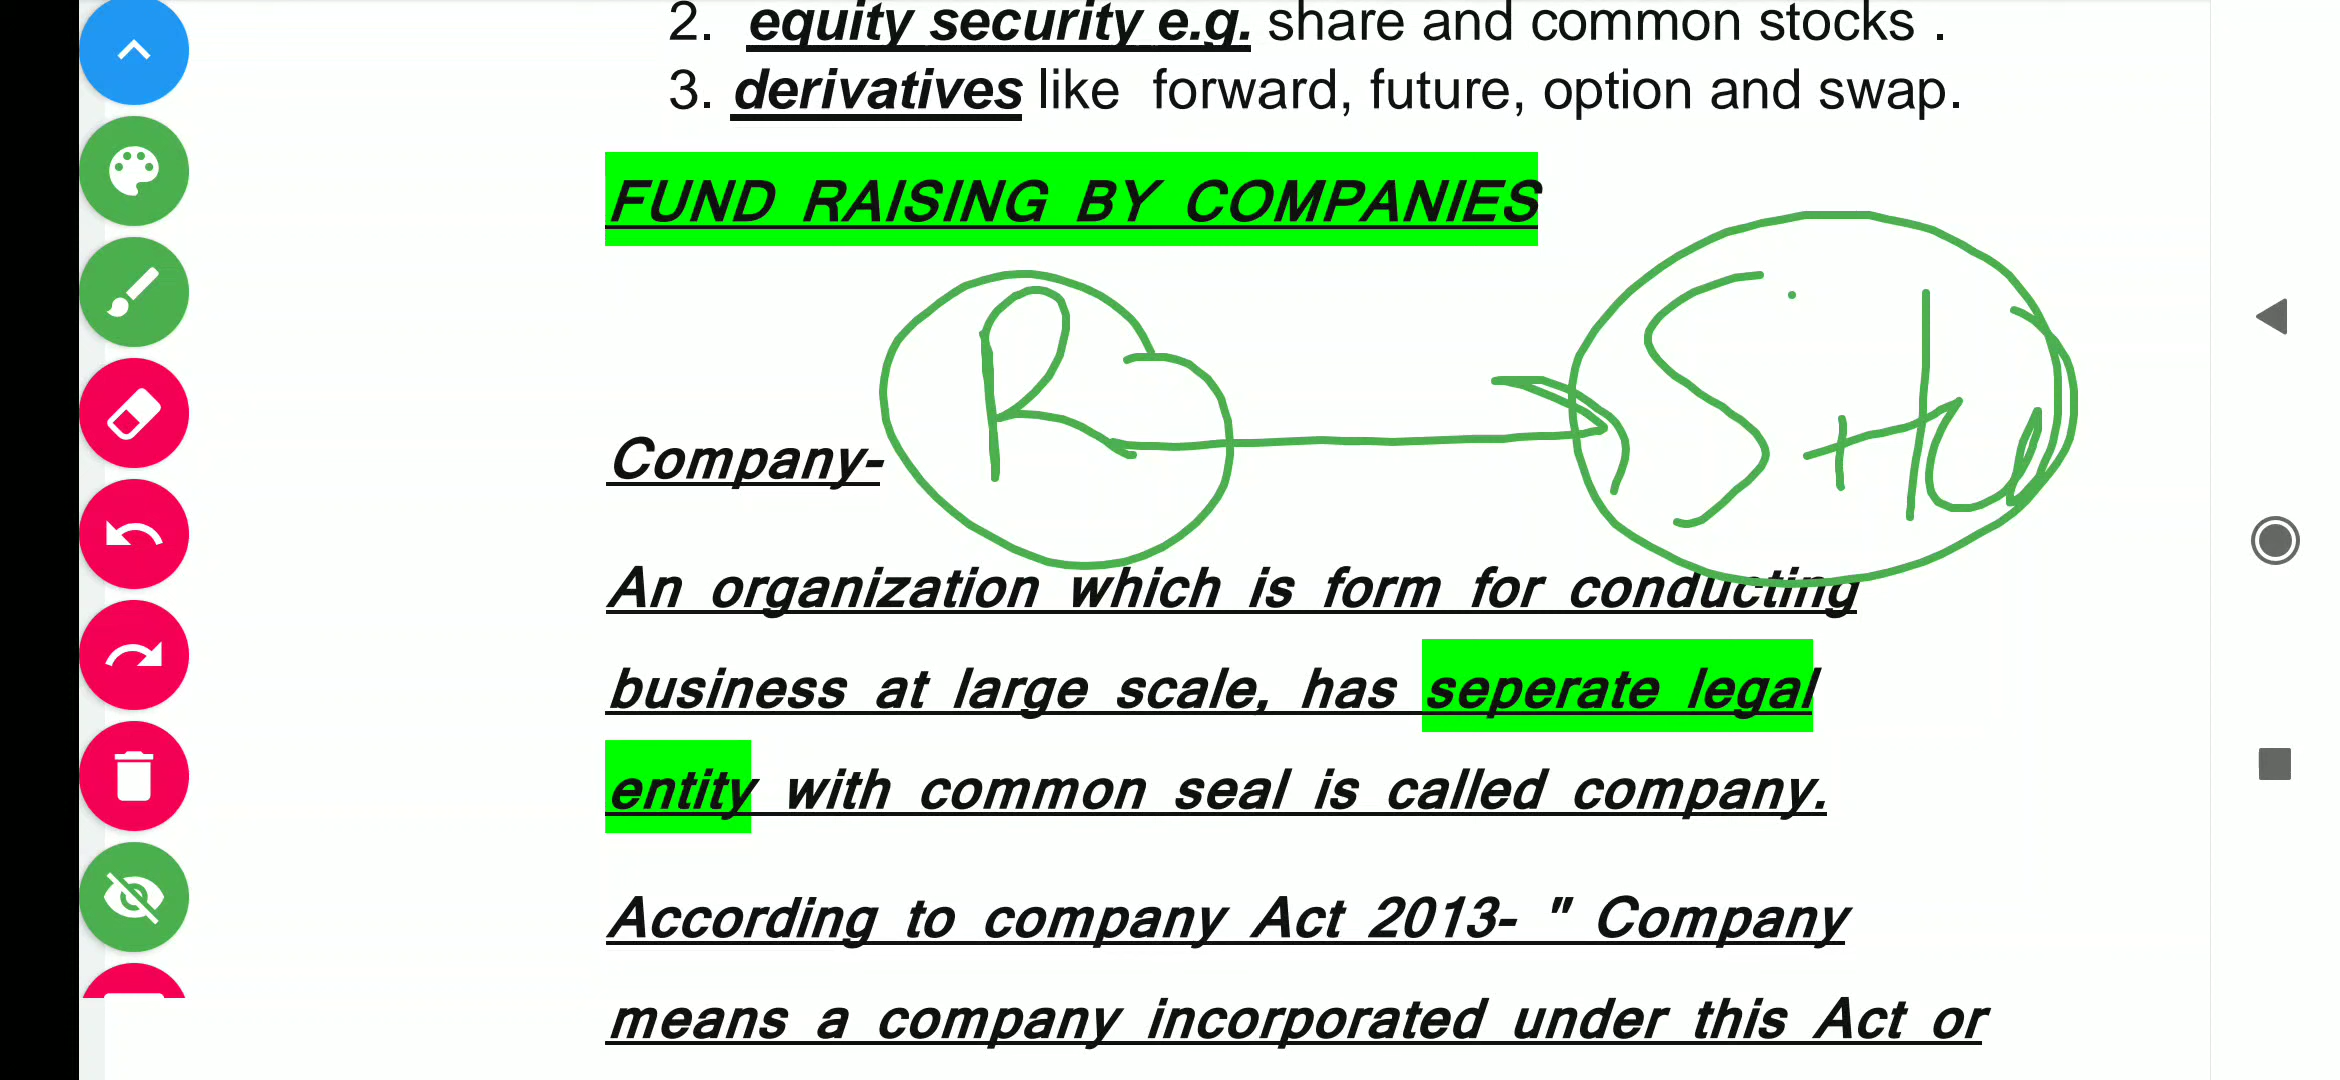 2. equity security e.g. share and common stocks .
3. derivatives like forward, future, option and swap.
FUND RAISING BY COMPANIES
R
Company-
An organization which is form for conducting
business at large scale, has seperate legal
entity with common seal is called company.
According to company Act 2013- " Company
means a company incorporated under this Act or